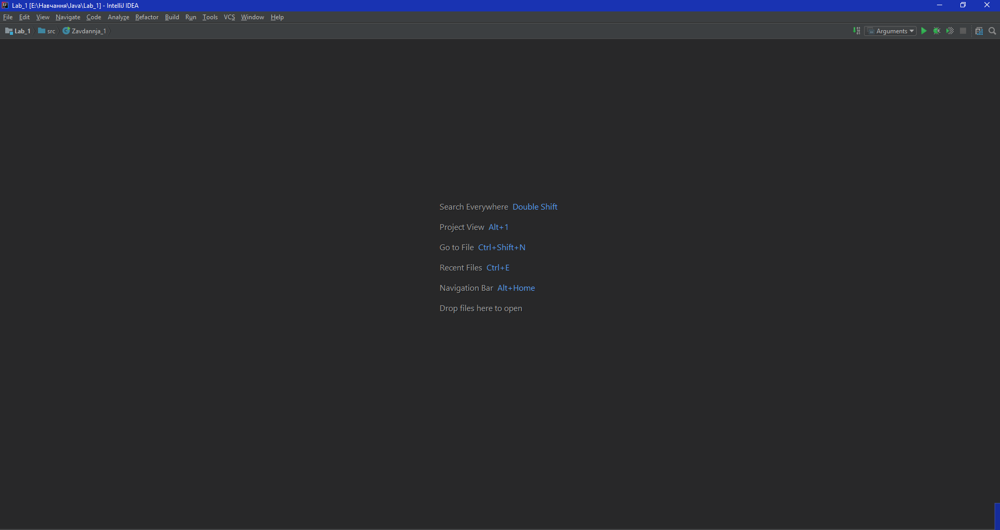 Lab_1 [E:\Навчання\Java\Lab_1] - IntelliJ IDEA
File Edit View Navigate Code Analyze Refactor Build Run Tools VCS Window Help
Lab_1 src Zavdannja_1 Arguments
Search Everywhere Double Shift
Project View Alt+1
Go to File Ctrl+Shift+N
Recent Files Ctrl+E
Navigation Bar Alt+Home
Drop files here to open